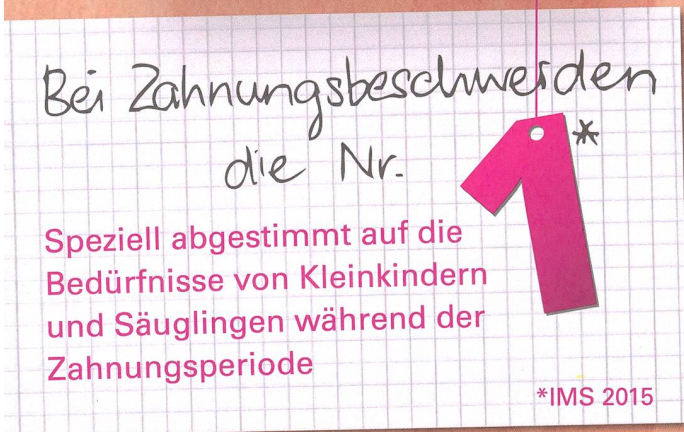 Bei Zahnungsbeschwerden
die Nr. 1*
Speziell abgestimmt auf die
Bedürfnisse von Kleinkindern
und Säuglingen während der
Zahnungsperiode
*IMS 2015